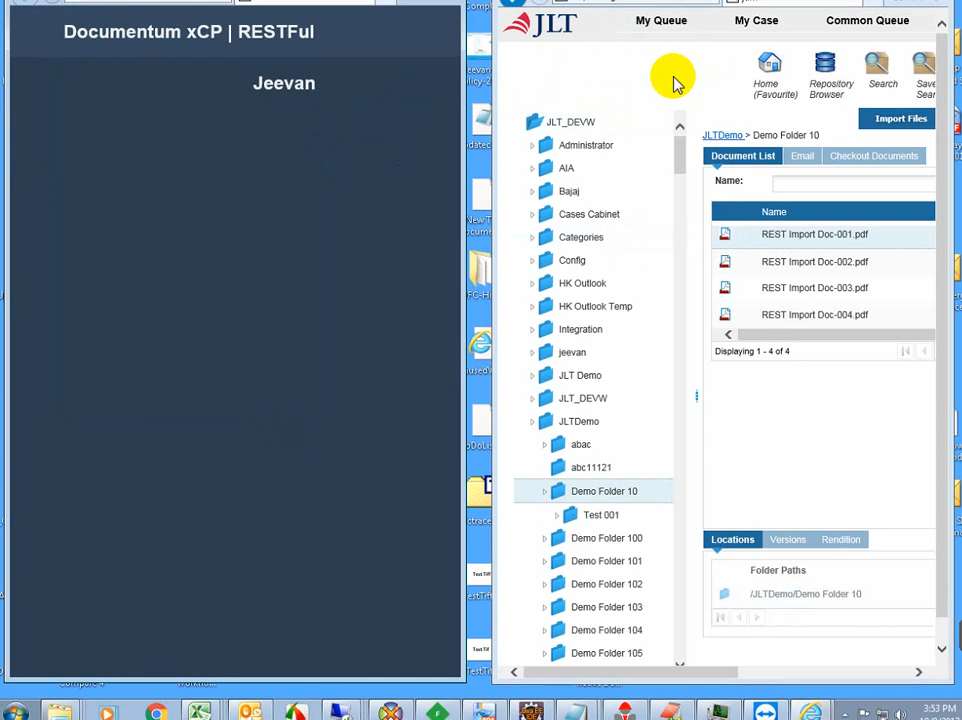 Documentum xCP | RESTFul
Jeevan
JLT
My Queue
My Case
Common Queue
Home
(Favourite)
Repository
Browser
Search
Save
Sear
Import Files
JLTDemo > Demo Folder 10
Document List
Email
Checkout Documents
Name:
Name
REST Import Doc-001.pdf
REST Import Doc-002.pdf
REST Import Doc-003.pdf
REST Import Doc-004.pdf
Displaying 1 - 4 of 4
JLT_DEVW
Administrator
AIA
Bajaj
Cases Cabinet
Categories
Config
HK Outlook
HK Outlook Temp
Integration
jeevan
JLT Demo
JLT_DEVW
JLTDemo
abac
abc11121
Demo Folder 10
Test 001
Demo Folder 100
Demo Folder 101
Demo Folder 102
Demo Folder 103
Demo Folder 104
Demo Folder 105
Locations
Versions
Rendition
Folder Paths
/JLTDemo/Demo Folder 10
3:53 PM